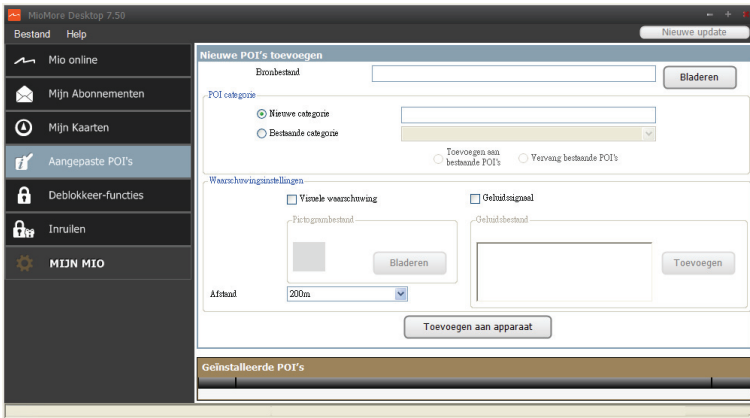 MioMore Desktop 7.50
Bestand Help
Nieuwe update
Mio online
Mijn Abonnementen
Mijn Kaarten
Aangepaste POI's
Deblokkeer-functies
Inruilen
MIJN MIO
Nieuwe POI's toevoegen
Bronbestand
Bladeren
POI categorie
Nieuwe categorie
Bestaande categorie
Toevoegen aan
bestaande POI's
Vervang bestaande POI's
Waarschuwingsinstellingen
Visuele waarschuwing
Geluidssignaal
Pictogrambestand
Geluidsbestand
Bladeren
Toevoegen
Afstand
200m
Toevoegen aan apparaat
Geïnstalleerde POI's